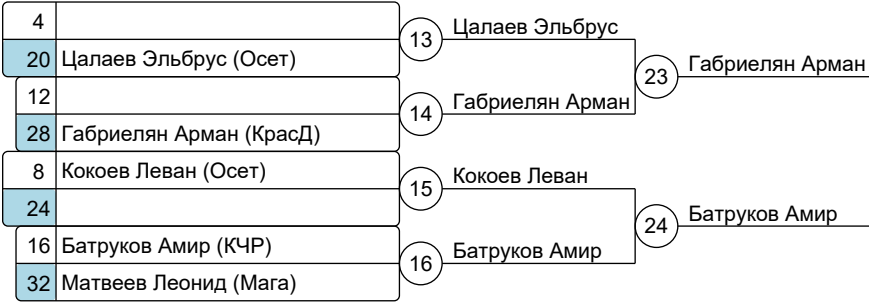 4
20 Цалаев Эльбрус (Осет)
12
28 Габриелян Арман (КрасД)
8 Кокоев Леван (Осет)
24
16 Батруков Амир (КЧР)
32 Матвеев Леонид (Мага)
13 Цалаев Эльбрус
14 Габриелян Арман
15 Кокоев Леван
16 Батруков Амир
23 Габриелян Арман
24 Батруков Амир